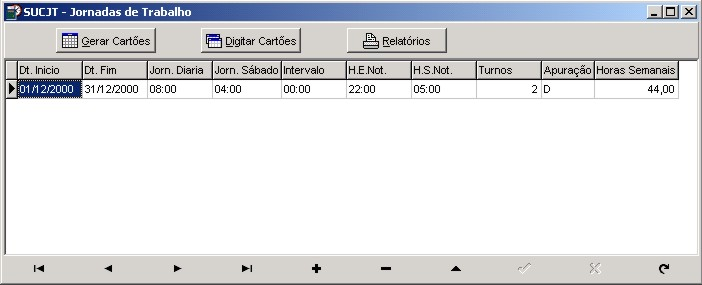 SUCJT - Jornadas de Trabalho
Gerar Cartões Digitar Cartões Relatórios
Dt. Inicio Dt. Fim Jorn. Diaria Jorn. Sábado Intervalo H.E.Not. H.S.Not. Turnos Apuração Horas Semanais
01/12/2000 31/12/2000 08:00 04:00 00:00 22:00 05:00 2 D 44,00